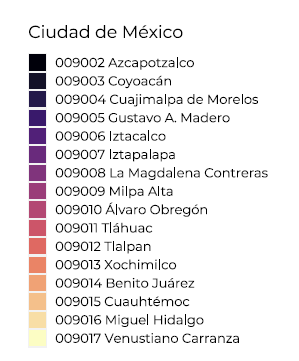 Ciudad de México
009002 Azcapotzalco
009003 Coyoacán
009004 Cuajimalpa de Morelos
009005 Gustavo A. Madero
009006 Iztacalco
009007 Iztapalapa
009008 La Magdalena Contreras
009009 Milpa Alta
009010 Álvaro Obregón
009011 Tláhuac
009012 Tlalpan
009013 Xochimilco
009014 Benito Juárez
009015 Cuauhtémoc
009016 Miguel Hidalgo
009017 Venustiano Carranza